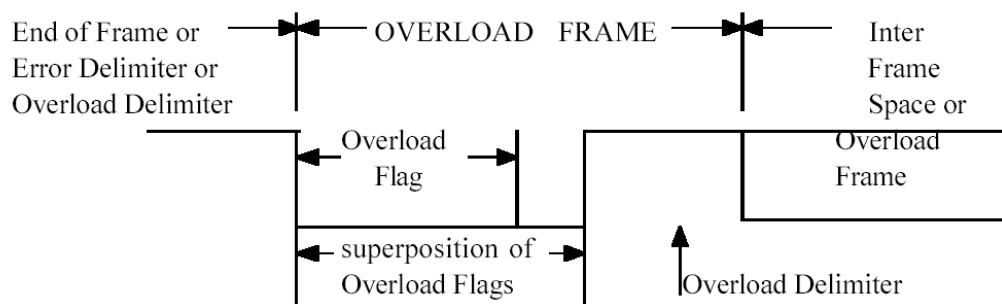 End of Frame or
Error Delimiter or
Overload Delimiter
OVERLOAD FRAME
Inter
Frame
Space or
Overload
Frame
Overload
Flag
superposition of
Overload Flags
Overload Delimiter